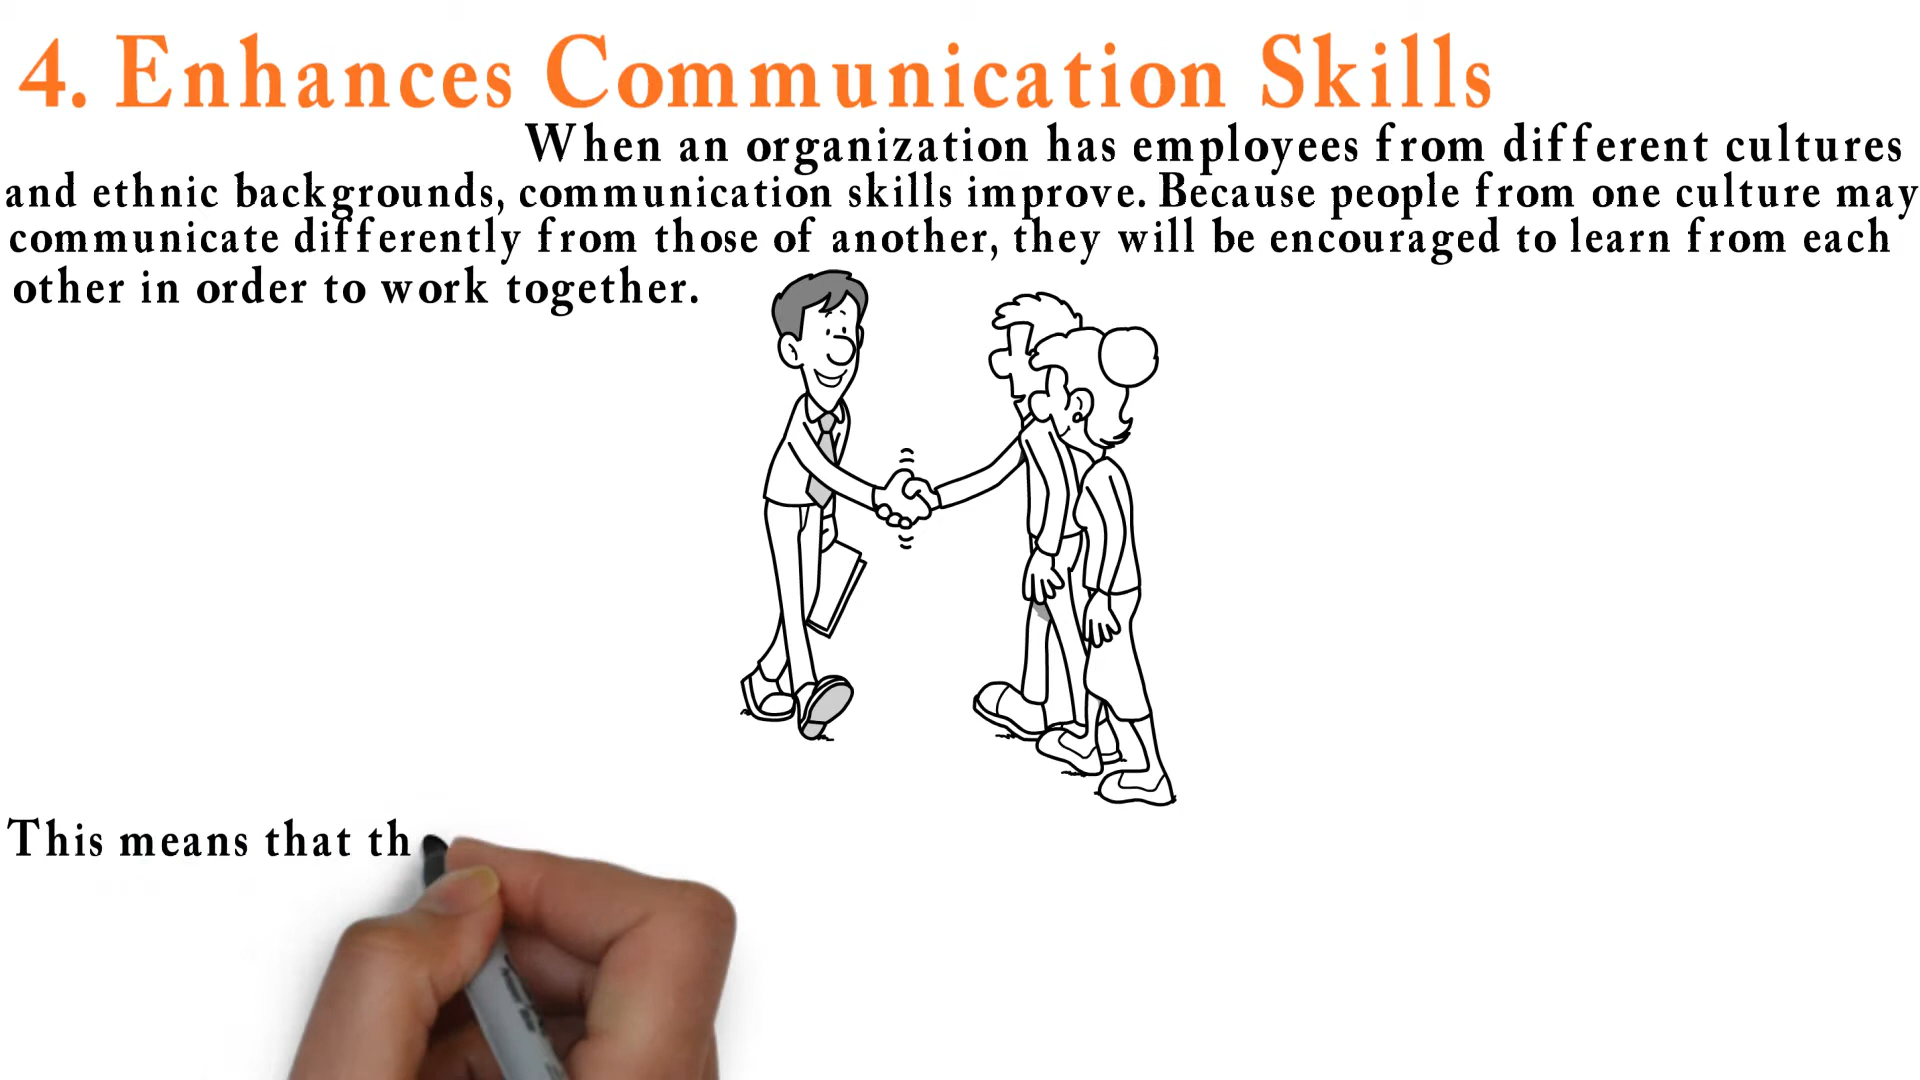 4. Enhances Communication Skills
When an organization has employees from different cultures
and ethnic backgrounds, communication skills improve. Because people from one culture may
communicate differently from those of another, they will be encouraged to learn from each
other in order to work together.
This means that th